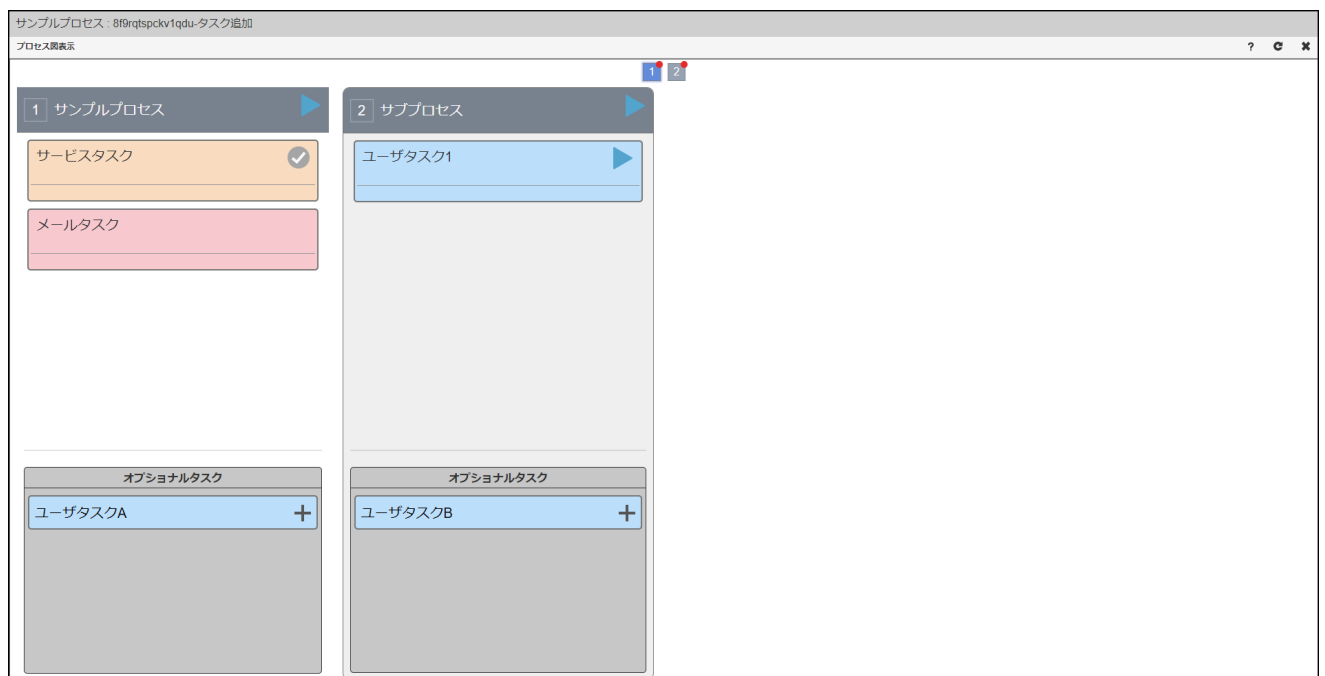 サンプルプロセス : 8f9rqtspckv1qdu-タスク追加
プロセス図表示
?
1 2
1 サンプルプロセス
サービスタスク
メールタスク
オプショナルタスク
ユーザタスクA
2 サブプロセス
ユーザタスク1
オプショナルタスク
ユーザタスクB